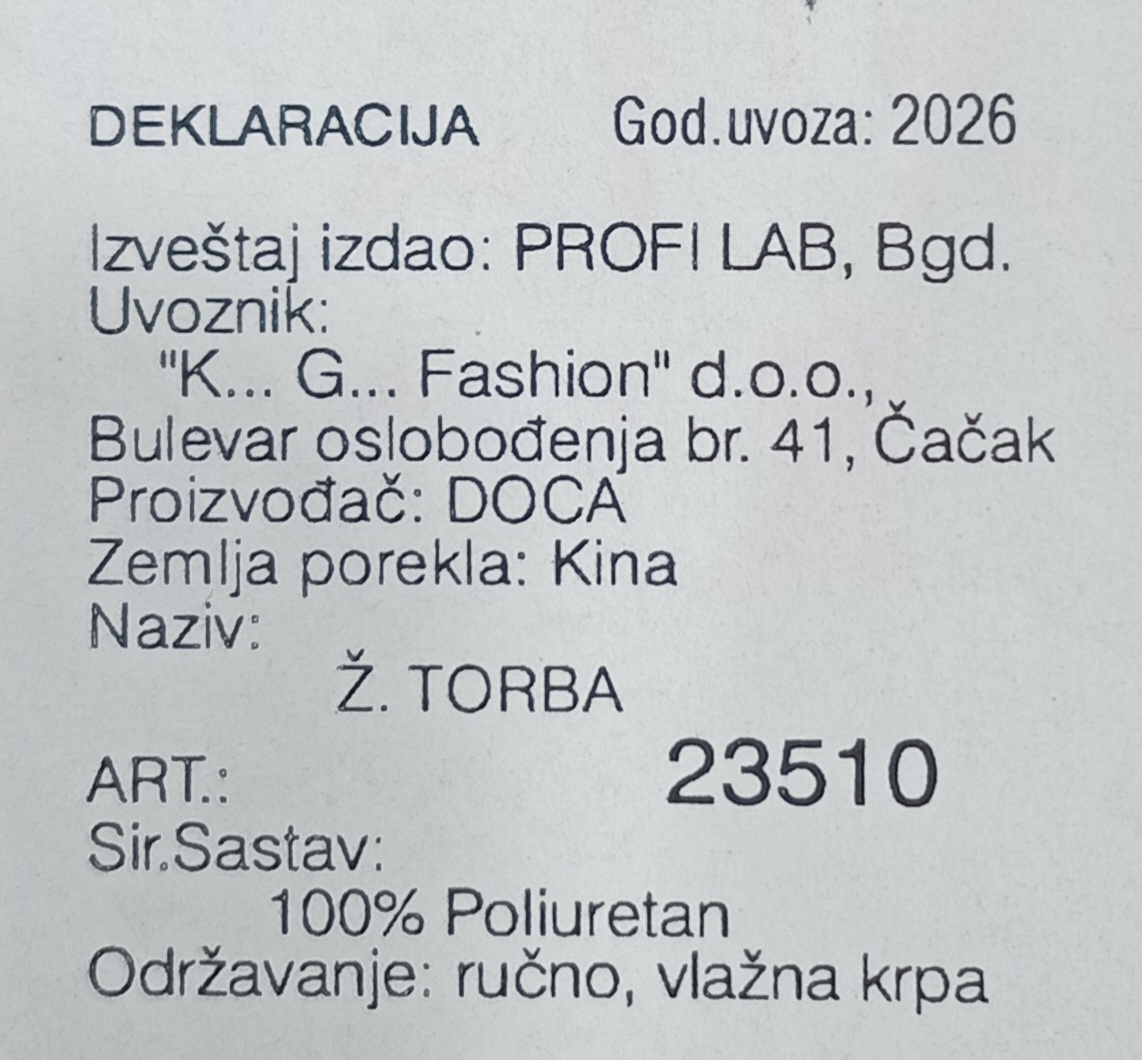 DEKLARACIJA God.uvoza: 2026
Izveštaj izdao: PROFI LAB, Bgd.
Uvoznik:
"K... G... Fashion" d.o.o.,
Bulevar oslobođenja br. 41, Čačak
Proizvođač: DOCA
Zemlja porekla: Kina
Naziv:
Ž. TORBA
ART.: 23510
Sir.Sastav:
100% Poliuretan
Održavanje: ručno, vlažna krpa